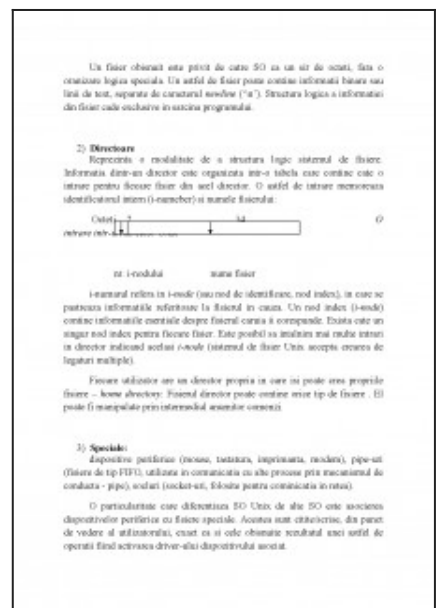 Un fisier obisnuit este privit de catre SO ca un sir de octeti, fara o
oranizare logica speciala. Un astfel de fisier poate contine informatii binare sau
linii de text, separate de caracterul newline ("\n"). Structura logica a informatiei
din fisier cade exclusiv in sarcina programului.
2) Directoare
Reprezinta o modalitate de a structura logic sistemul de fisiere.
Informatia dintr-un director este organizata intr-o tabela care contine cate o
intrare pentru fiecare fisier din acel director. O astfel de intrare memoreaza
identificatorul intern (i-number) si numele fisierului:
Octeti 2 14 O
intrare intr-
nr. i-nodului nume fisier
i-numarul refera in i-node (sau nod de identificare, nod index), in care se
pastreaza informatiile referitoare la fisierul in cauza. Un nod index (i-node)
contine informatiile esentiale despre fisierul caruia ii corespunde. Exista cate un
singur nod index pentru fiecare fisier. Este posibil sa intalnim mai multe intrari
in director indicand acelasi i-node (sistemul de fisier Unix accepta crearea de
legaturi multiple).
Fiecare utilizator are un director propriu in care isi poate crea propriile
fisiere – home directory. Fisierul director poate contine orice tip de fisiere . El
poate fi manipulate prin intermediul anumitor comenzi.
3) Speciale:
dispozitive periferice (mouse, tastatura, imprimanta, modem), pipe-uri
(fisiere de tip FIFO, utilizate in comunicatia cu alte procese prin mecanismul de
conducta - pipe), socluri (socket-uri, folosite pentru comunicatia in retea).
O particularitate care diferentiaza SO Unix de alte SO este asocierea
dispozitivelor periferice cu fisiere speciale. Acestea sunt citite/scrise, din punct
de vedere al utilizatorului, exact ca si cele obisnuite rezultatul unei astfel de
operatii fiind activarea driver-ului dispozitivului asociat.